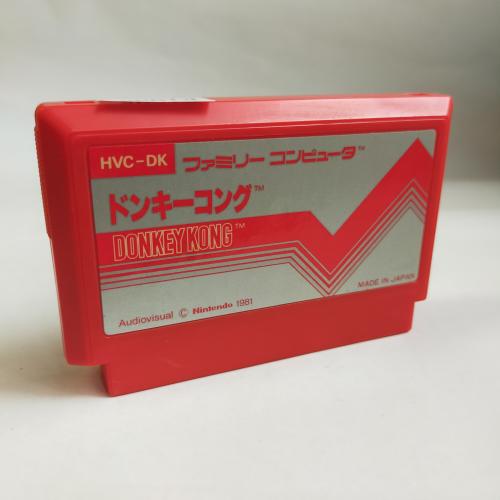 HVC-DK ファミリー コンピュータ™
ドンキーコング™
DONKEY KONG™
MADE IN JAPAN
Audiovisual © Nintendo 1981